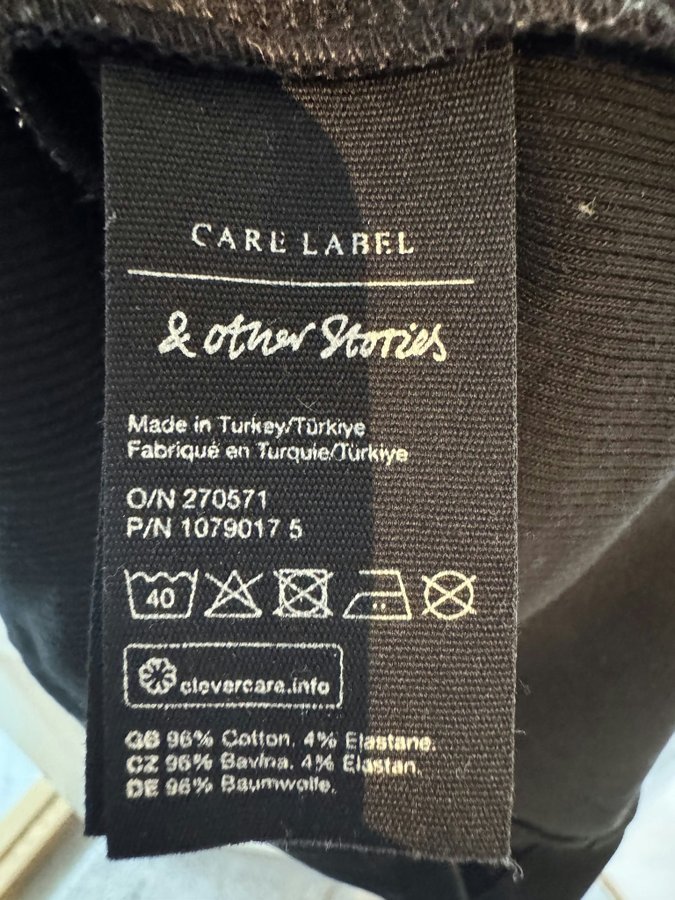 CARE LABEL
& other Stories
Made in Turkey/Türkiye
Fabriqué en Turquie/Türkiye
O/N 270571
P/N 1079017 5
40
clevercare.info
GB 96% Cotton. 4% Elastane.
CZ 96% Bavlna. 4% Elastan.
DE 96% Baumwolle.